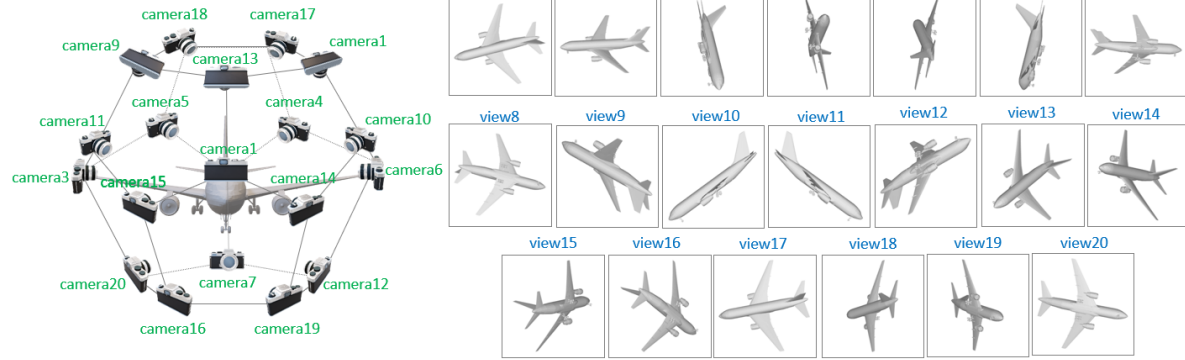 camera18
camera17
camera9
camera13
camera1
camera5
camera4
camera11
camera10
camera1
camera3
camera6
camera15
camera14
camera20
camera7
camera12
camera16
camera19
view8 view9 view10 view11 view12 view13 view14
view15 view16 view17 view18 view19 view20